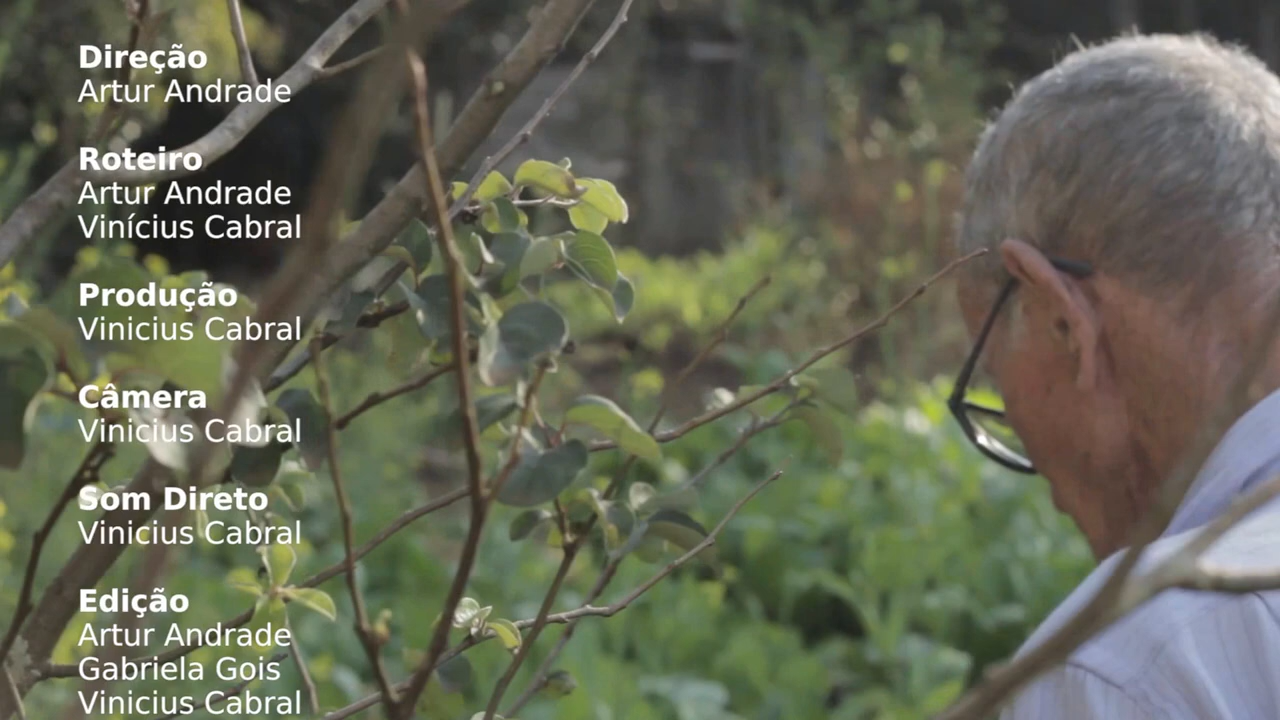 Direção
Artur Andrade
Roteiro
Artur Andrade
Vinícius Cabral
Produção
Vinicius Cabral
Câmera
Vinicius Cabral
Som Direto
Vinicius Cabral
Edição
Artur Andrade
Gabriela Gois
Vinicius Cabral